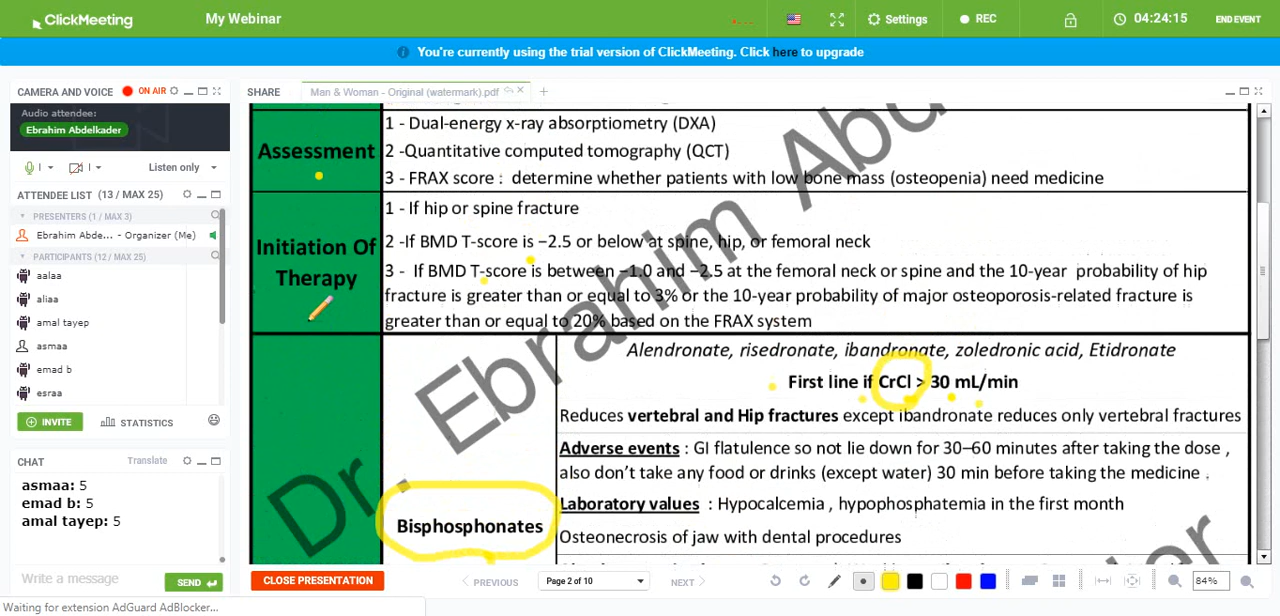 ClickMeeting
My Webinar
Settings
REC
04:24:15
END EVENT
You're currently using the trial version of ClickMeeting. Click here to upgrade
CAMERA AND VOICE
ON AIR
Audio attendee:
Ebrahim Abdelkader
Listen only
ATTENDEE LIST (13 / MAX 25)
PRESENTERS (1 / MAX 3)
Ebrahim Abde... - Organizer (Me)
PARTICIPANTS (12 / MAX 25)
aalaa
aliaa
amal tayep
asmaa
emad b
esraa
INVITE
STATISTICS
CHAT
Translate
asmaa: 5
emad b: 5
amal tayep: 5
Write a message
SEND
SHARE
Man & Woman - Original (watermark).pdf
Assessment
1 - Dual-energy x-ray absorptiometry (DXA)
2 -Quantitative computed tomography (QCT)
3 - FRAX score : determine whether patients with low bone mass (osteopenia) need medicine
Initiation Of
Therapy
1 - If hip or spine fracture
2 -If BMD T-score is −2.5 or below at spine, hip, or femoral neck
3 - If BMD T-score is between −1.0 and −2.5 at the femoral neck or spine and the 10-year probability of hip
fracture is greater than or equal to 3% or the 10-year probability of major osteoporosis-related fracture is
greater than or equal to 20% based on the FRAX system
Bisphosphonates
Alendronate, risedronate, ibandronate, zoledronic acid, Etidronate
First line if CrCl > 30 mL/min
Reduces vertebral and Hip fractures except ibandronate reduces only vertebral fractures
Adverse events : GI flatulence so not lie down for 30–60 minutes after taking the dose ,
also don't take any food or drinks (except water) 30 min before taking the medicine .
Laboratory values : Hypocalcemia , hypophosphatemia in the first month
Osteonecrosis of jaw with dental procedures
Dr. Ebrahim Abd
CLOSE PRESENTATION
PREVIOUS
Page 2 of 10
NEXT
84%
Waiting for extension AdGuard AdBlocker...